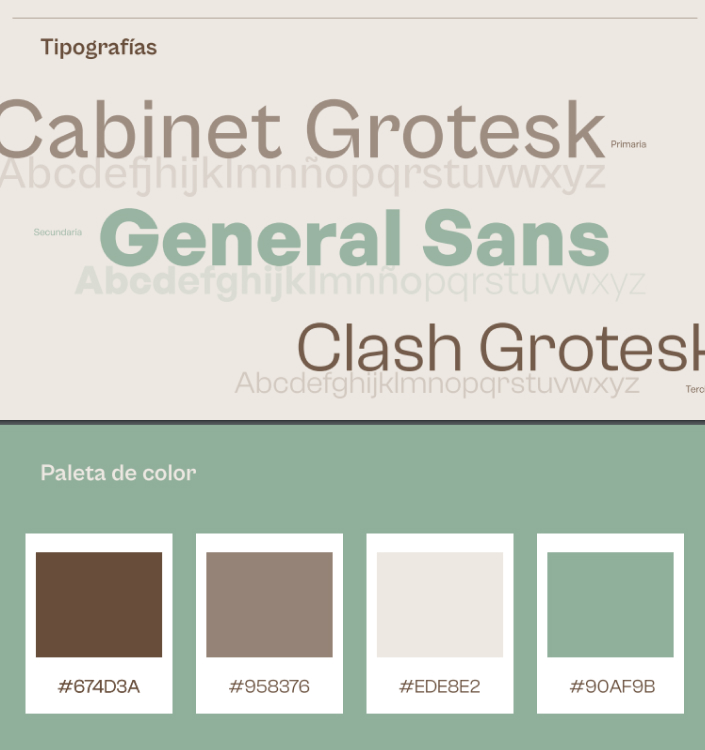 Tipografías
Cabinet Grotesk
Primaria
Abcdefjhijklmnñopqrstuvwxyz
Secundaria
General Sans
Abcdefghijklmnñopqrstuvwxyz
Clash Grotesk
Abcdefghijklmnopqrstuvwxyz
Terc
Paleta de color
#674D3A
#958376
#EDE8E2
#90AF9B